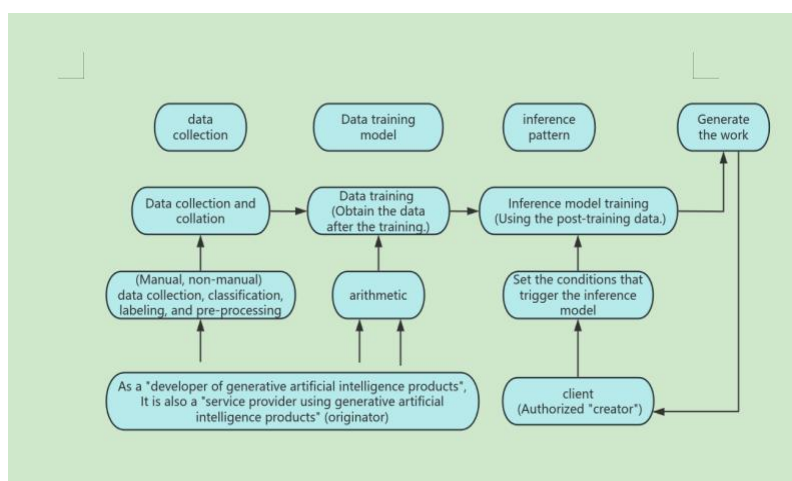 data
collection
Data training
model
inference
pattern
Generate
the work
Data collection and
collation
Data training
(Obtain the data
after the training.)
Inference model training
(Using the post-training data.)
(Manual, non-manual)
data collection, classification,
labeling, and pre-processing
arithmetic
Set the conditions that
trigger the inference
model
As a "developer of generative artificial intelligence products",
It is also a "service provider using generative artificial
intelligence products" (originator)
client
(Authorized "creator")